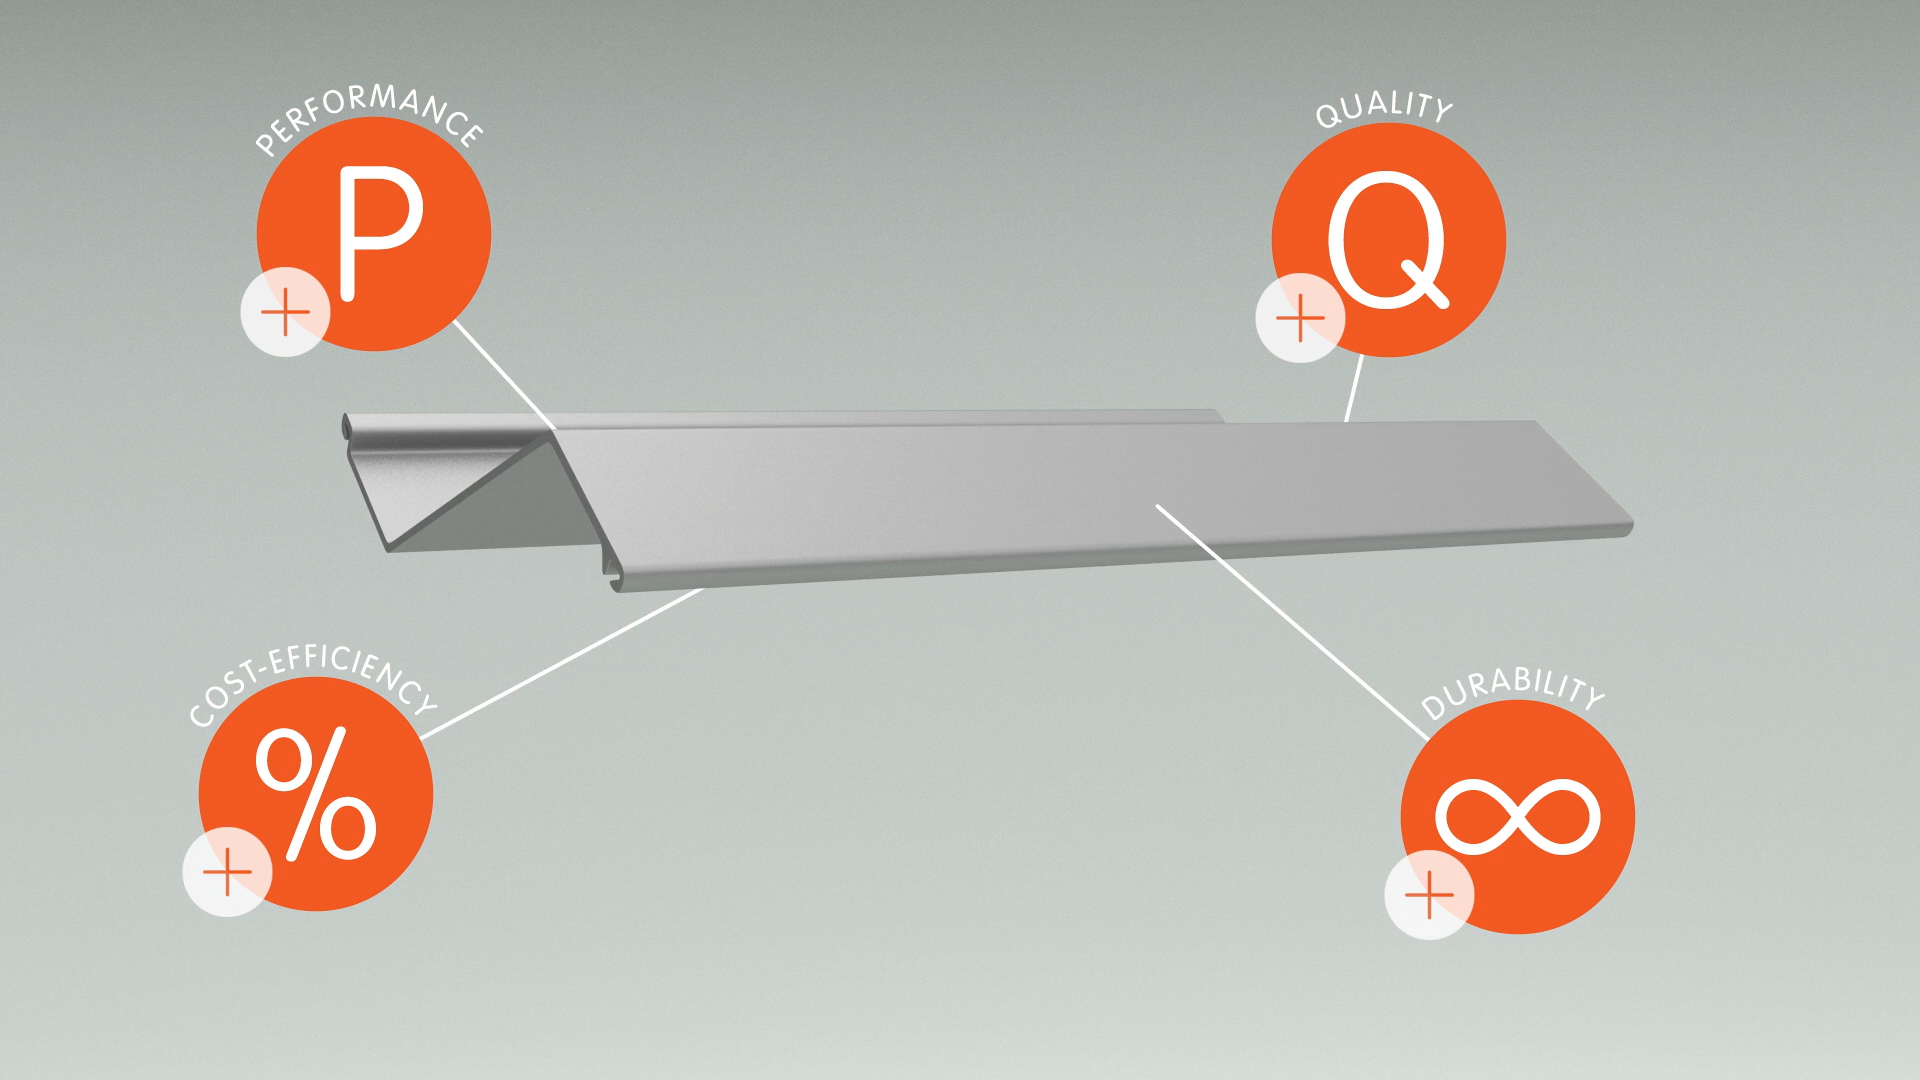 PERFORMANCE
P
+
QUALITY
Q
+
COST-EFFICIENCY
%
+
DURABILITY
∞
+